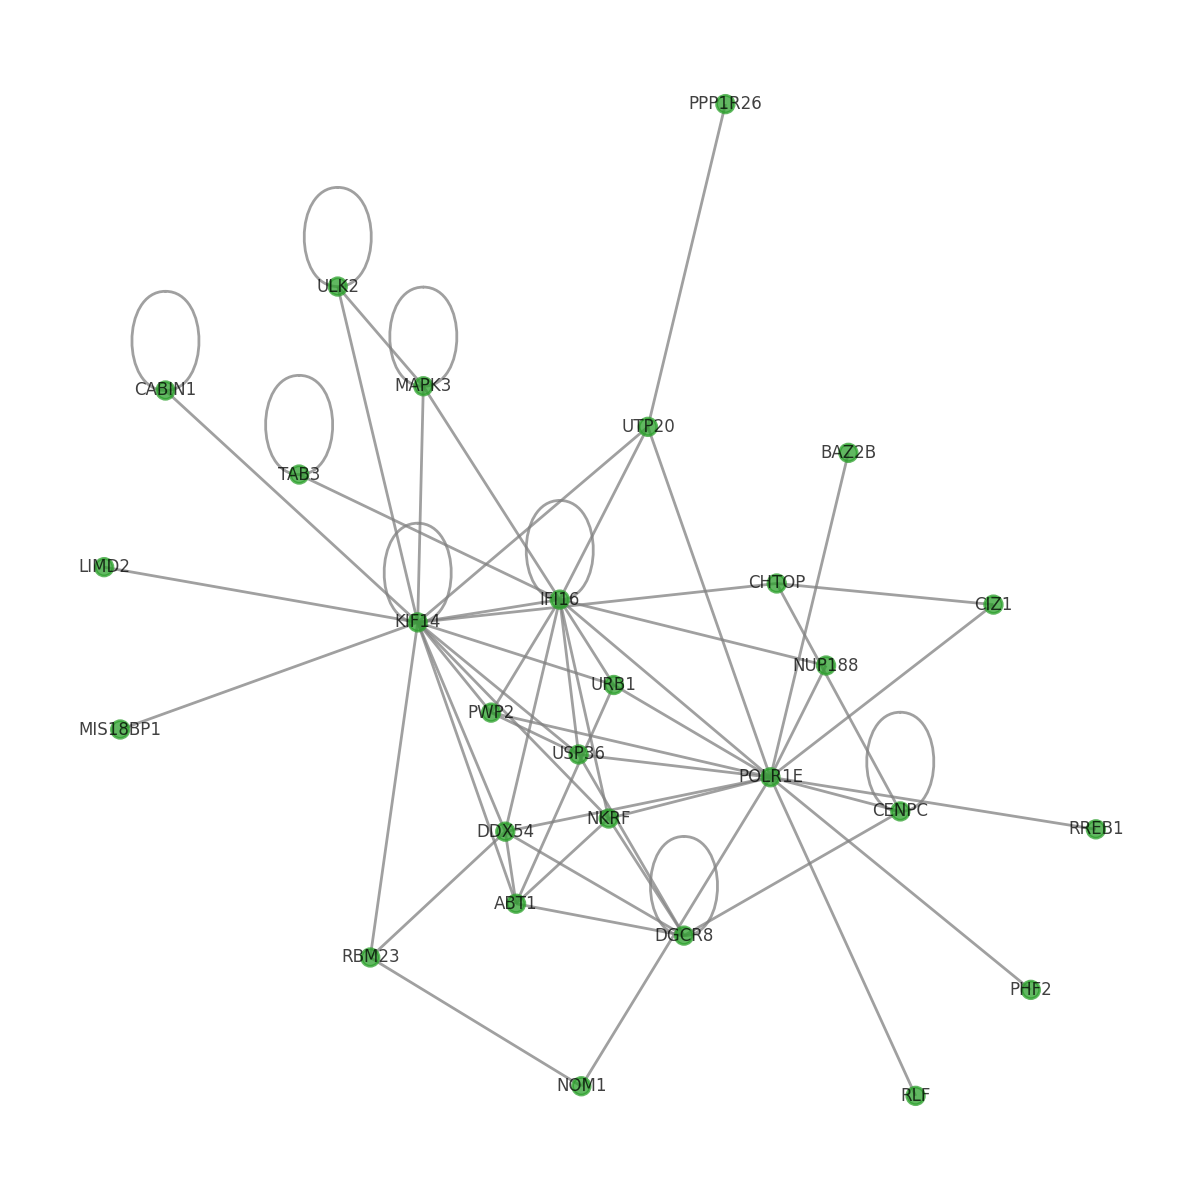 PPP1R26
ULK2
MAPK3
CABIN1
UTP20
BAZ2B
TAB3
LIMD2
CHTOP
IFI16
GIZ1
KIF14
NUP188
URB1
PWP2
MIS18BP1
USP36
POLR1E
CENPC
NKRF
RREB1
DDX54
ABT1
DGCR8
RBM23
PHF2
NOM1
RLF